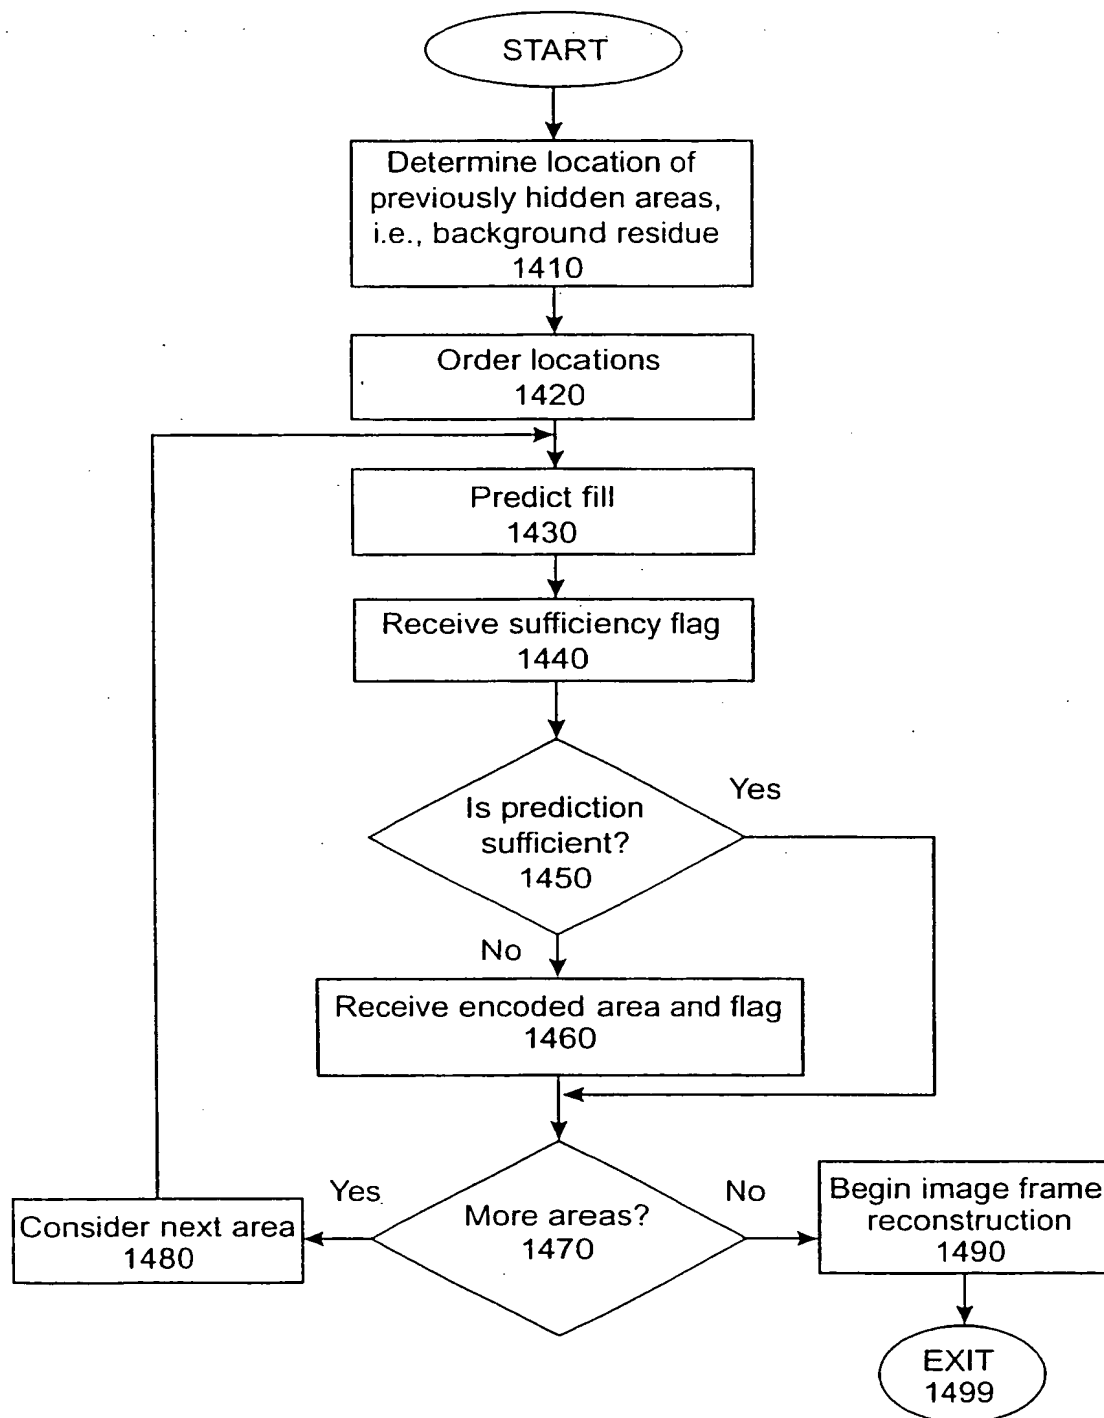 START
Determine location of
previously hidden areas,
i.e., background residue
1410
Order locations
1420
Predict fill
1430
Receive sufficiency flag
1440
Is prediction
sufficient?
1450
Yes
No
Receive encoded area and flag
1460
More areas?
1470
Yes
No
Consider next area
1480
Begin image frame
reconstruction
1490
EXIT
1499